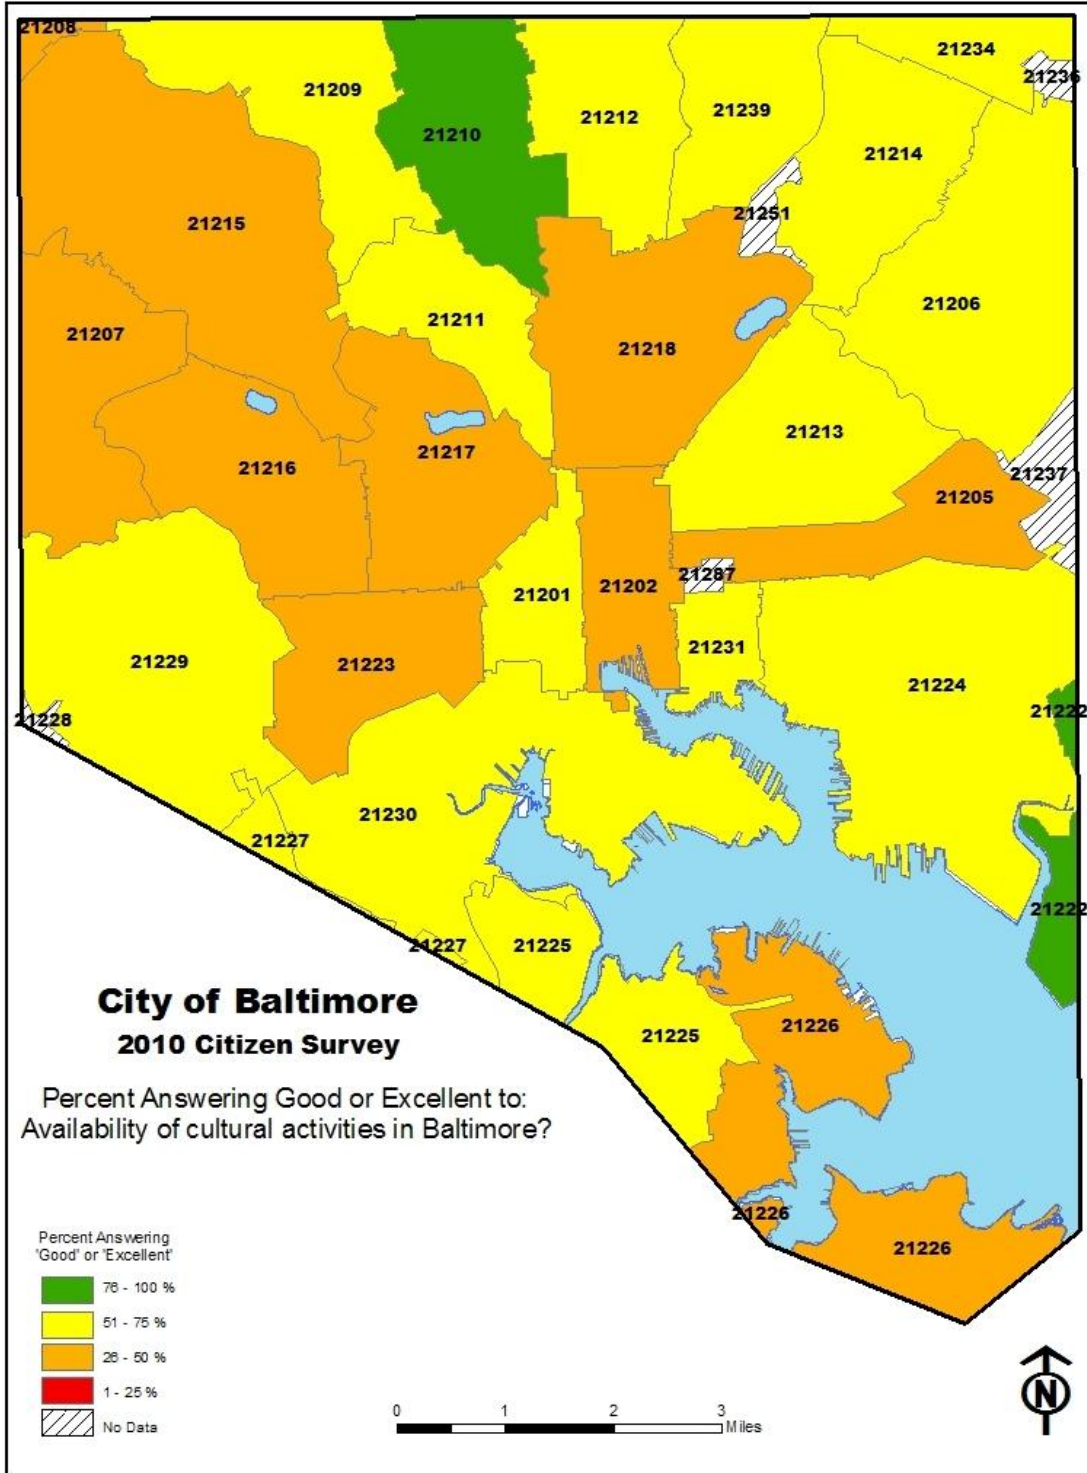 21208
21234
21236
21209
21210
21212
21239
21214
21251
21215
21206
21207
21211
21218
21213
21217
21216
21237
21205
21287
21201
21202
21231
21229
21223
21224
21228
21222
21230
21227
21222
21227
21225
City of Baltimore
2010 Citizen Survey
21226
21225
Percent Answering Good or Excellent to:
Availability of cultural activities in Baltimore?
21226
21226
Percent Answering
'Good' or 'Excellent'
76 - 100 %
51 - 75 %
26 - 50 %
1 - 25 %
No Data
0 1 2 3
Miles
N